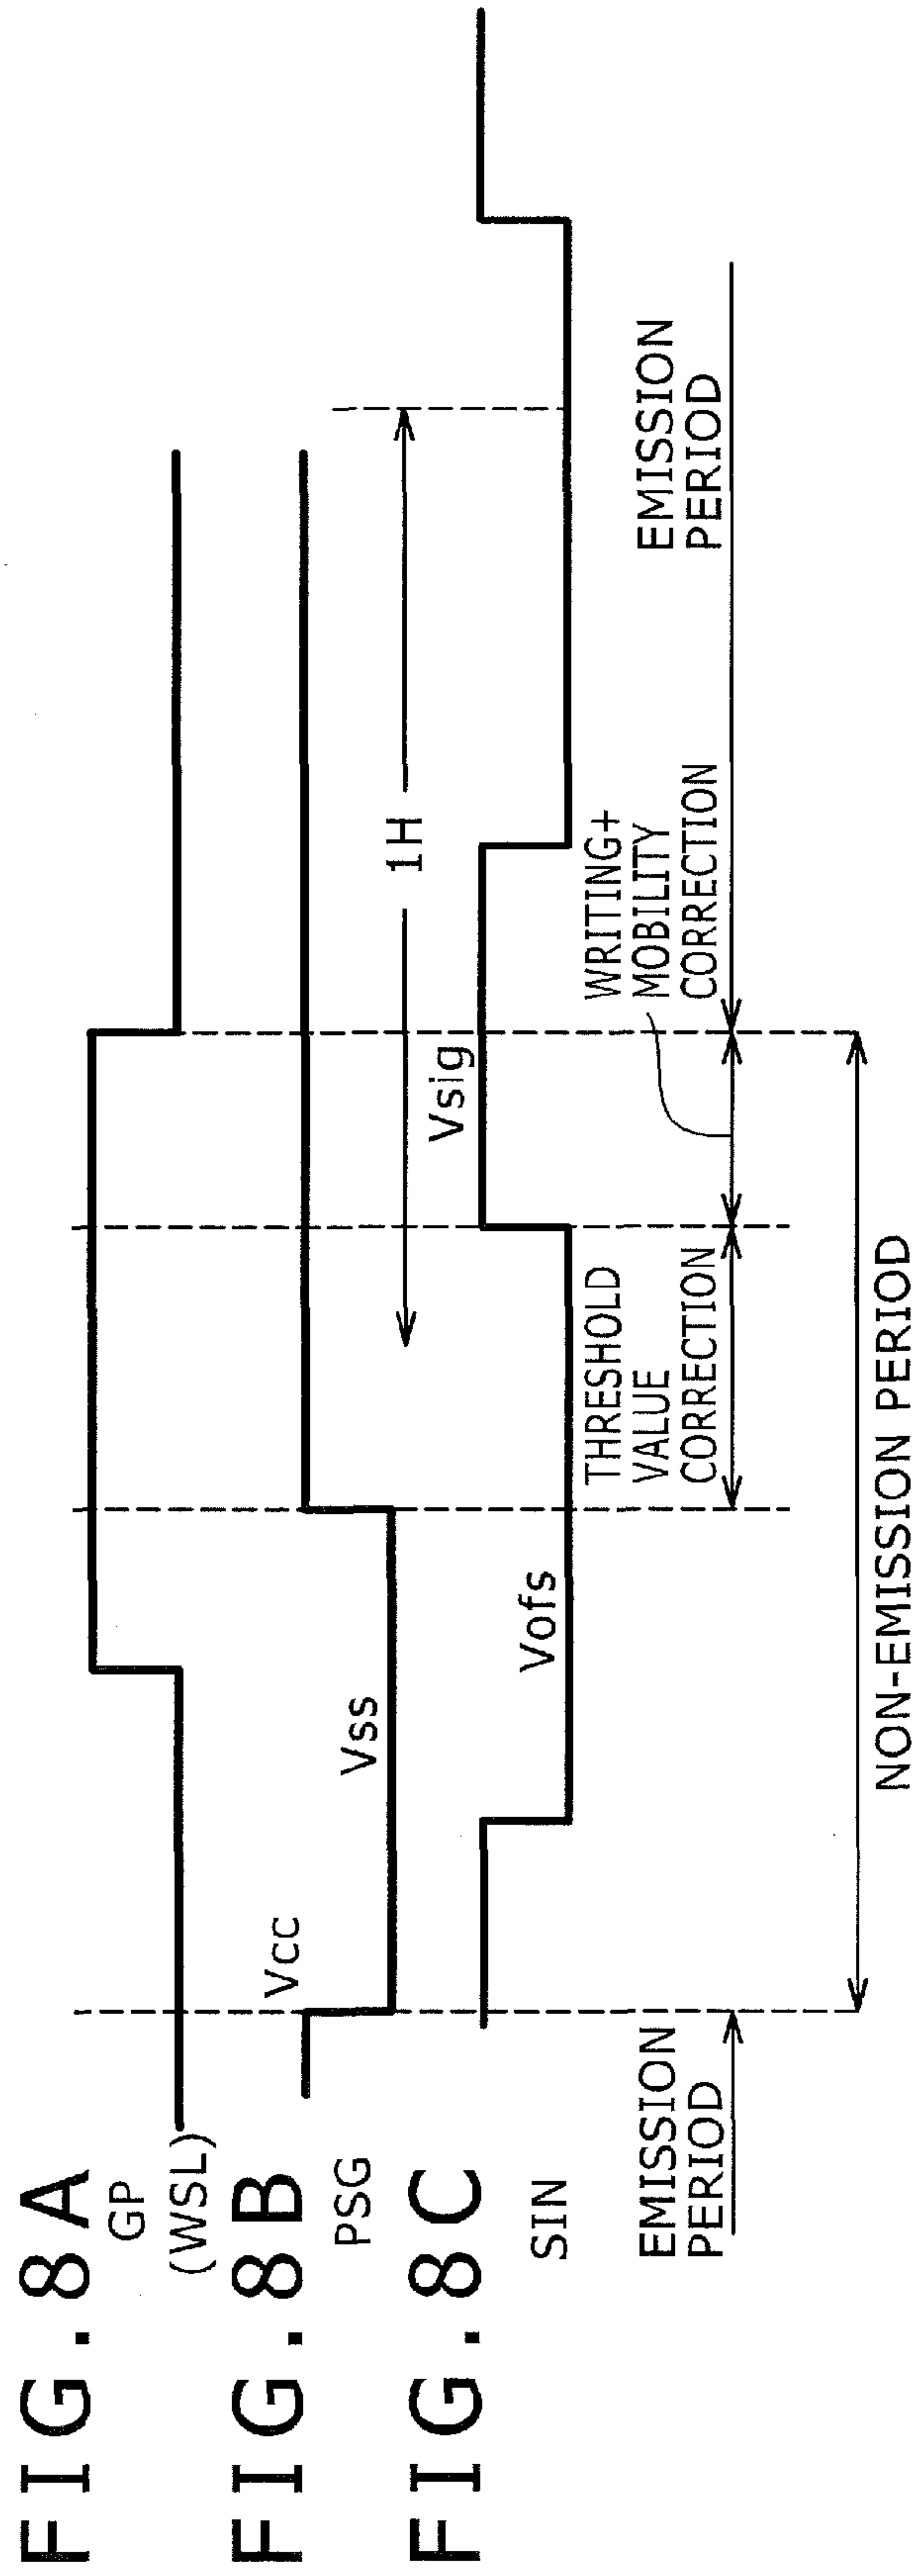 FIG.8A
GP
(WSL)
FIG.8B
PSG
Vcc
Vss
1H
FIG.8C
SIN
Vofs
Vsig
EMISSION
PERIOD
THRESHOLD
VALUE
CORRECTION
WRITING+
MOBILITY
CORRECTION
EMISSION
PERIOD
NON-EMISSION PERIOD